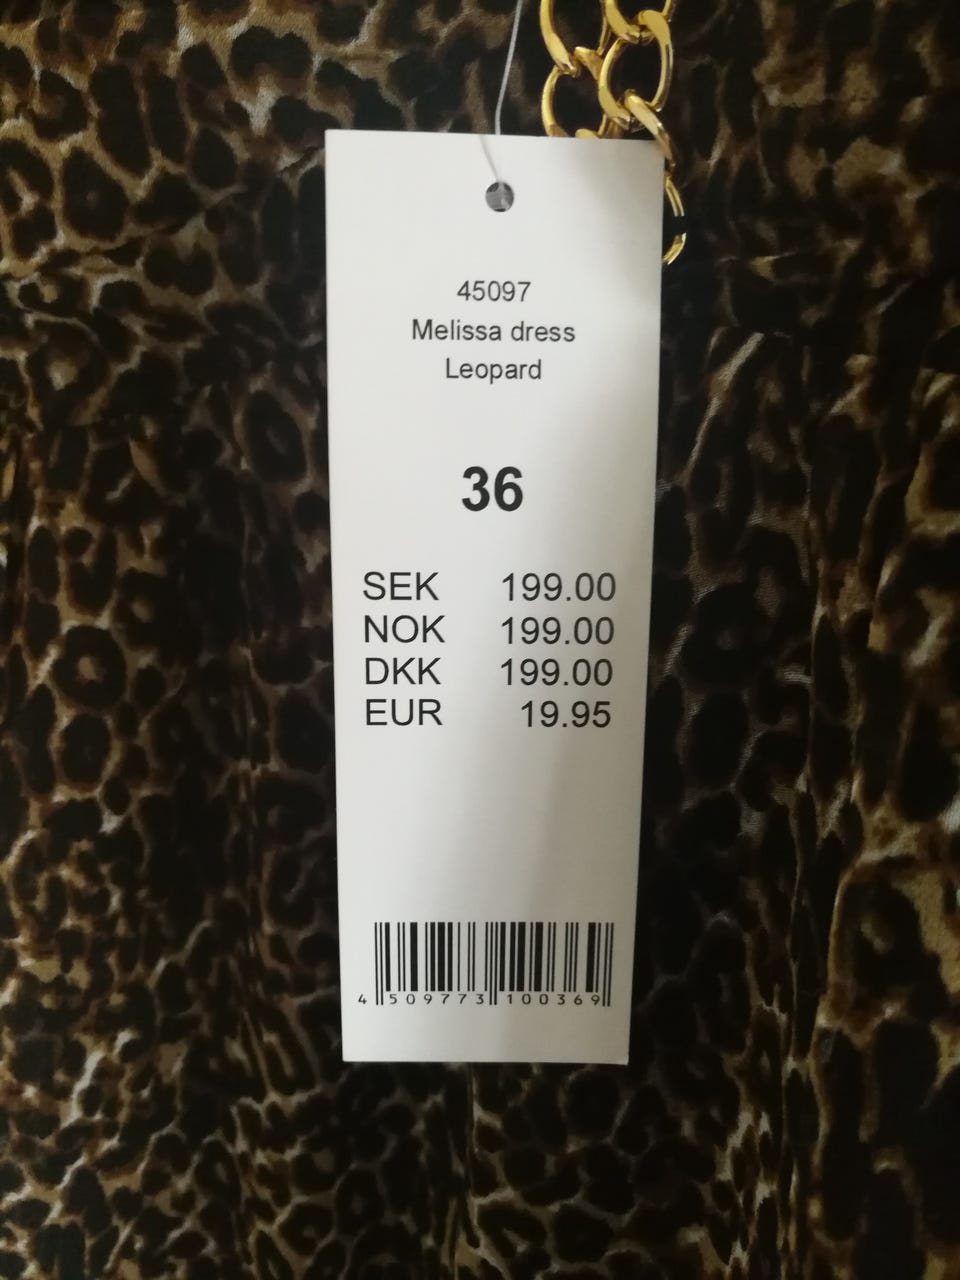 45097
Melissa dress
Leopard
36
SEK 199.00
NOK 199.00
DKK 199.00
EUR 19.95
4 509773 100369